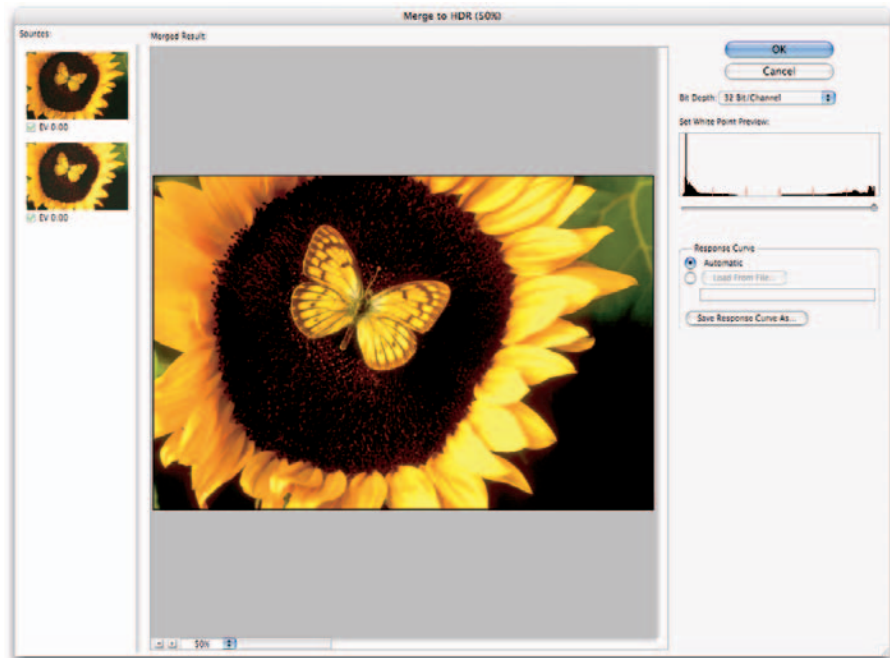 Merge to HDR (50%)
Sources:
EV 0:00
EV 0:00
Merged Result:
50%
OK
Cancel
Bit Depth: 32 Bit/Channel
Set White Point Preview:
Response Curve
Automatic
Load From File...
Save Response Curve As...